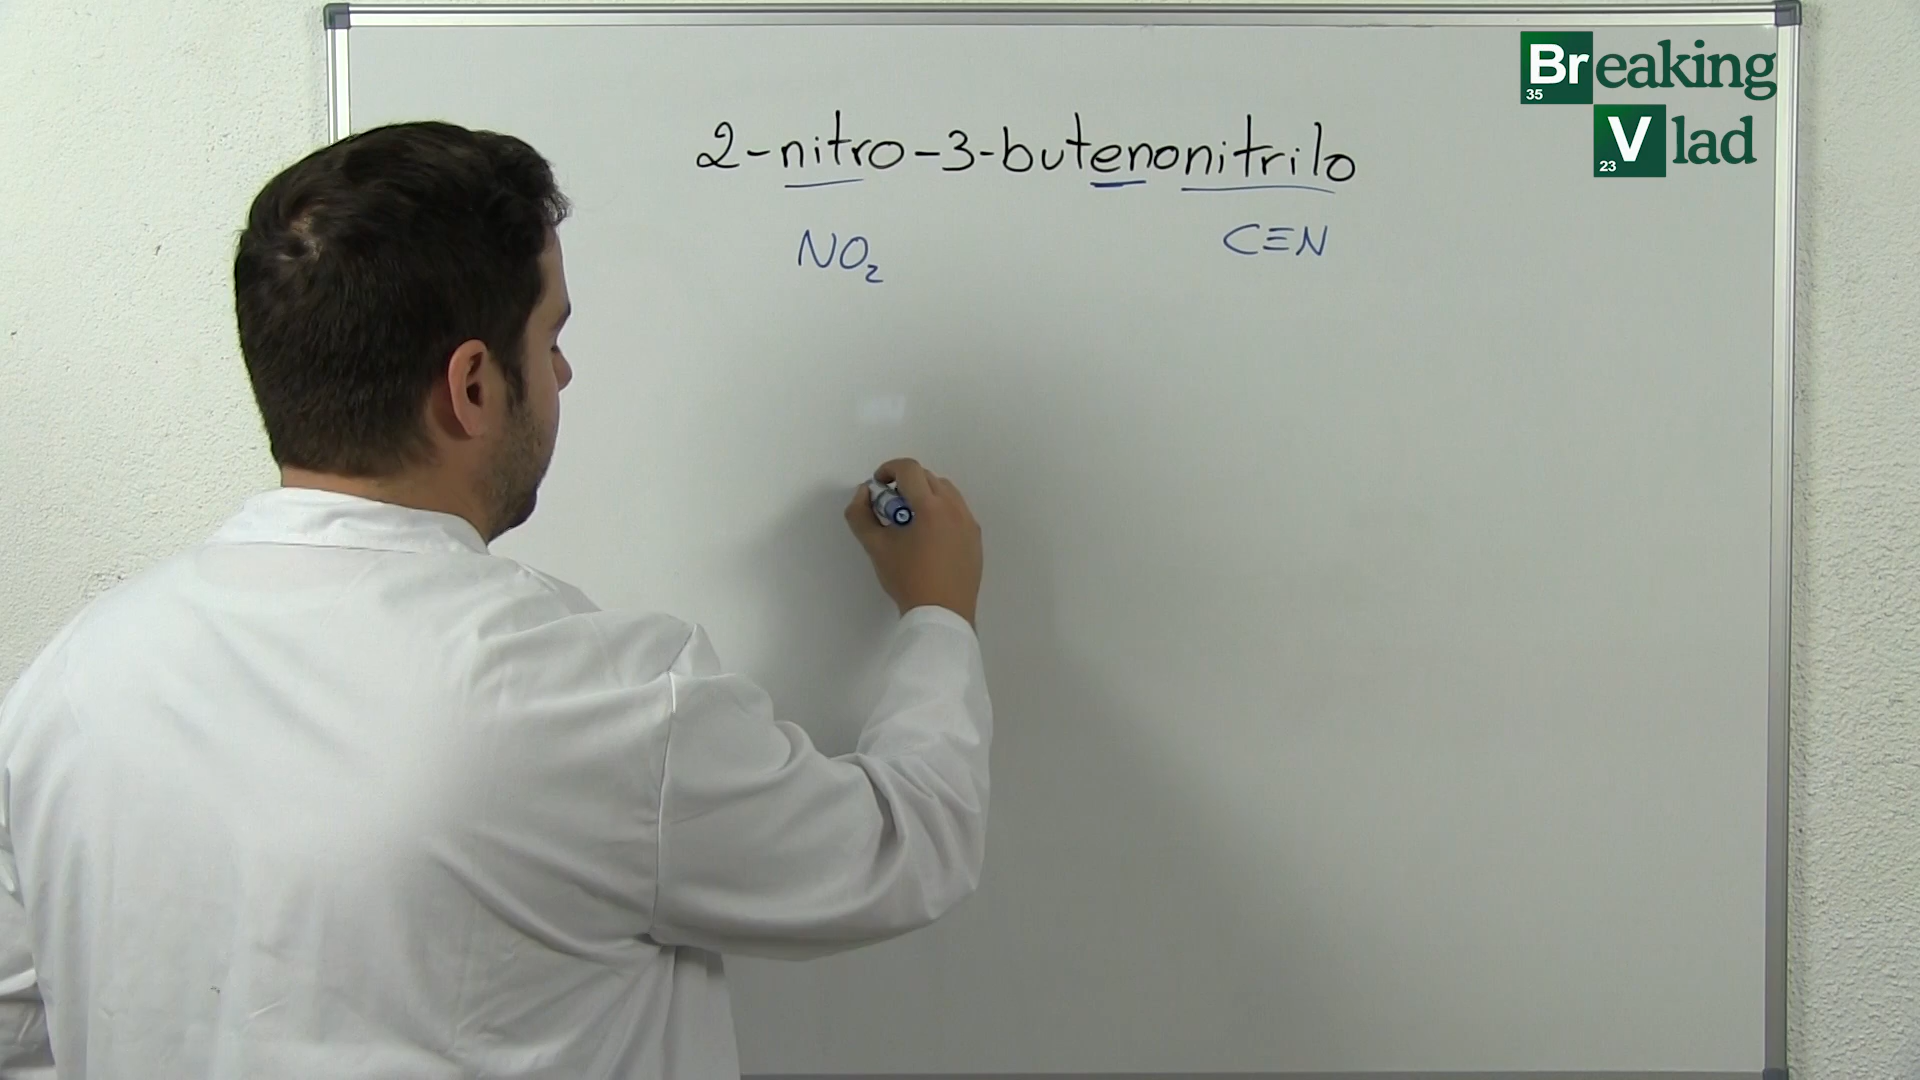 Breaking
35
Vlad
23
2-nitro-3-butenonitrilo
NO₂ C≡N